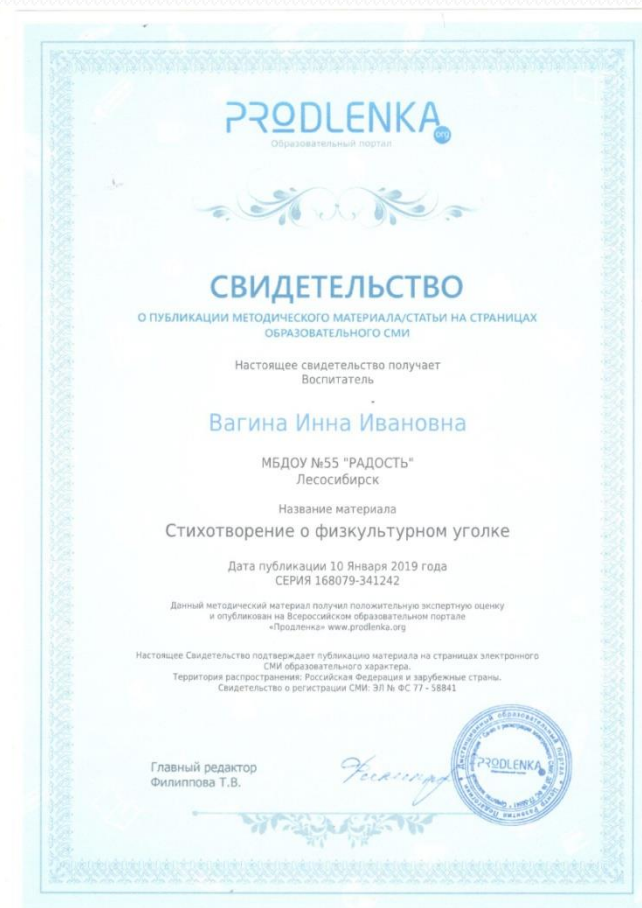 PRODLENKA.org
Образовательный портал
СВИДЕТЕЛЬСТВО
О ПУБЛИКАЦИИ МЕТОДИЧЕСКОГО МАТЕРИАЛА/СТАТЬИ НА СТРАНИЦАХ
ОБРАЗОВАТЕЛЬНОГО СМИ
Настоящее свидетельство получает
Воспитатель
Вагина Инна Ивановна
МБДОУ №55 "РАДОСТЬ"
Лесосибирск
Название материала
Стихотворение о физкультурном уголке
Дата публикации 10 Января 2019 года
СЕРИЯ 168079-341242
Данный методический материал получил положительную экспертную оценку
и опубликован на Всероссийском образовательном портале
«Продленка» www.prodlenka.org
Настоящее Свидетельство подтверждает публикацию материала на страницах электронного
СМИ образовательного характера.
Территория распространения: Российская Федерация и зарубежные страны.
Свидетельство о регистрации СМИ: ЭЛ № ФС 77 - 58841
Главный редактор
Филиппова Т.В.
PRODLENKA